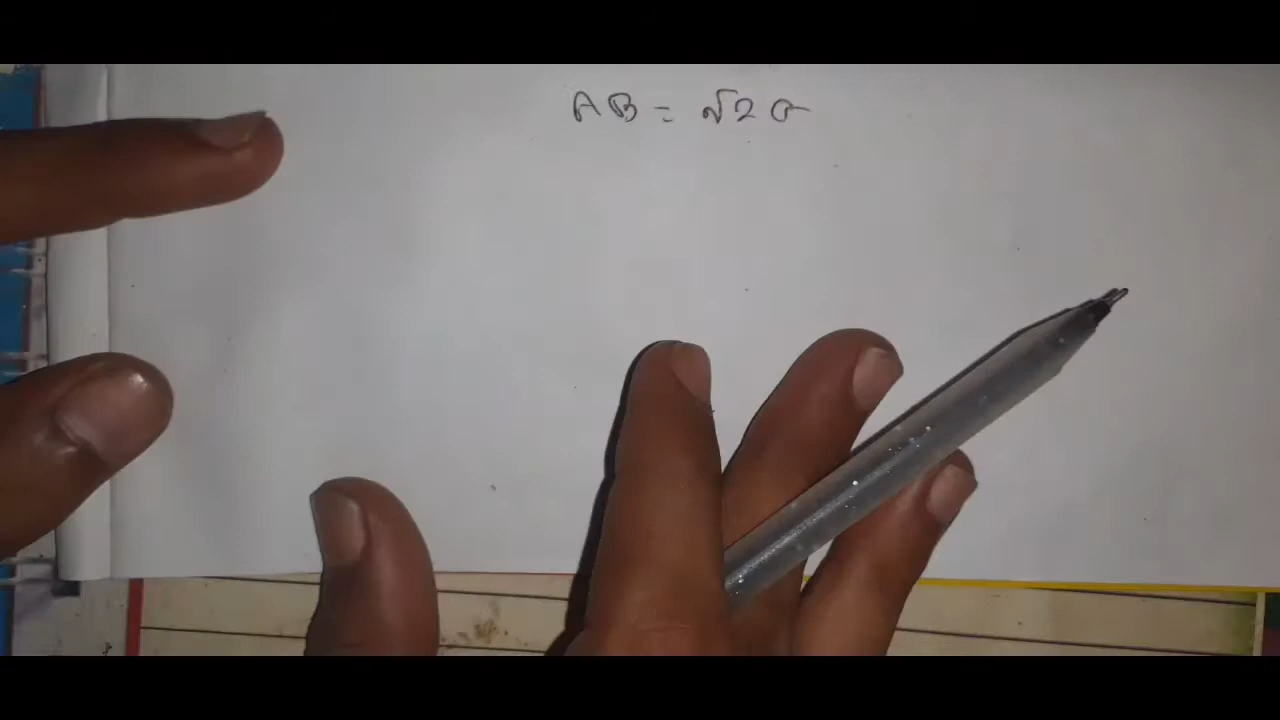 AB = √2 σ